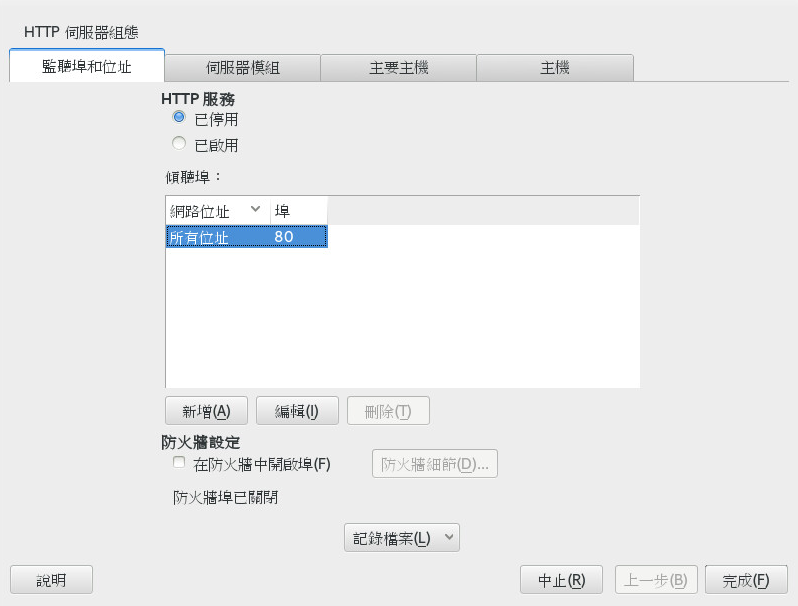 HTTP 伺服器組態
監聽埠和位址 伺服器模組 主要主機 主機
HTTP 服務
已停用
已啟用
傾聽埠：
網路位址 埠
所有位址 80
新增(A) 編輯(I) 刪除(T)
防火牆設定
在防火牆中開啟埠(F) 防火牆細節(D)...
防火牆埠已關閉
記錄檔案(L)
說明 中止(R) 上一步(B) 完成(F)